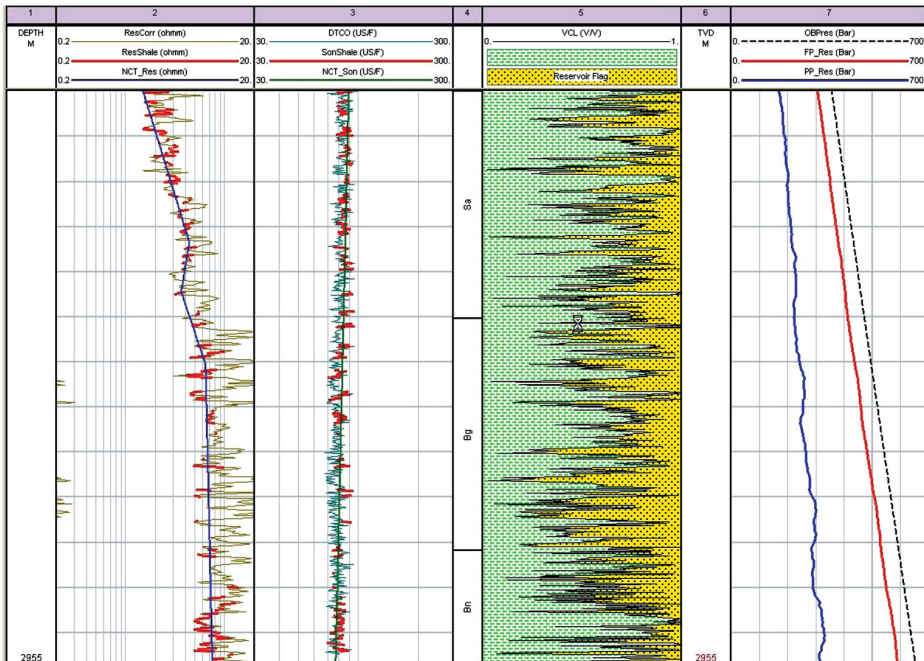 1 2 3 4 5 6 7
DEPTH
M
0.2 ResCorr (ohmm) 20.
0.2 ResShale (ohmm) 20.
0.2 NCT_Res (ohmm) 20.
30. DTCO (US/F) 300.
30. SonShale (US/F) 300.
30. NCT_Son (US/F) 300.
0. VCL (V/V) 1.
Reservoir Flag
TVD
M
0. OBPres (Bar) 700
0. FP_Res (Bar) 700
0. PP_Res (Bar) 700
Sa
Bg
Bn
2955 2955